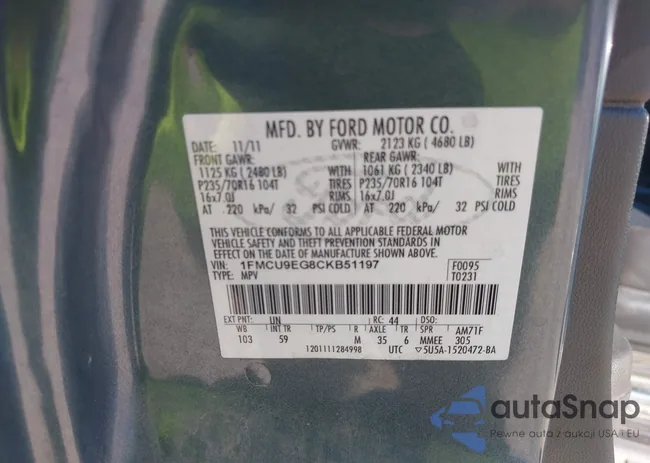 MFD. BY FORD MOTOR CO.
DATE: 11/11 GVWR: 2123 KG ( 4680 LB)
FRONT GAWR: REAR GAWR:
1125 KG ( 2480 LB) WITH 1061 KG ( 2340 LB) WITH
P235/70R16 104T TIRES P235/70R16 104T TIRES
16x7.0J RIMS 16x7.0J RIMS
AT 220 kPa/ 32 PSI COLD AT 220 kPa/ 32 PSI COLD
THIS VEHICLE CONFORMS TO ALL APPLICABLE FEDERAL MOTOR
VEHICLE SAFETY AND THEFT PREVENTION STANDARDS IN
EFFECT ON THE DATE OF MANUFACTURE SHOWN ABOVE.
VIN: 1FMCU9EG8CKB51197 F0095
TYPE: MPV T0231
EXT PNT: UN RC: 44 DSO:
WB INT TR TP/PS R AXLE TR SPR AM71F
103 59 M 35 6 MMEE 305
1201111284998 UTC ▽5U5A-1520472-BA
autaSnap
Pewne auta z aukcji USA i EU